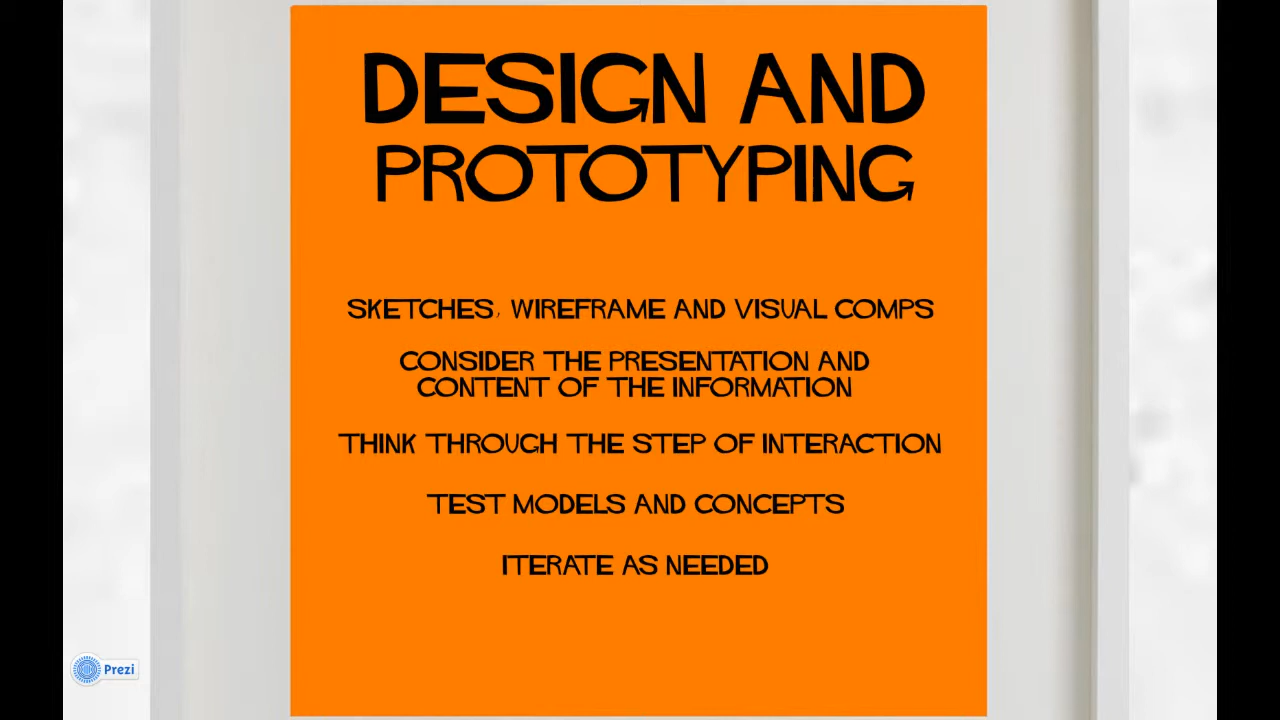 DESIGN AND
PROTOTYPING
SKETCHES, WIREFRAME AND VISUAL COMPS
CONSIDER THE PRESENTATION AND
CONTENT OF THE INFORMATION
THINK THROUGH THE STEP OF INTERACTION
TEST MODELS AND CONCEPTS
ITERATE AS NEEDED
Prezi